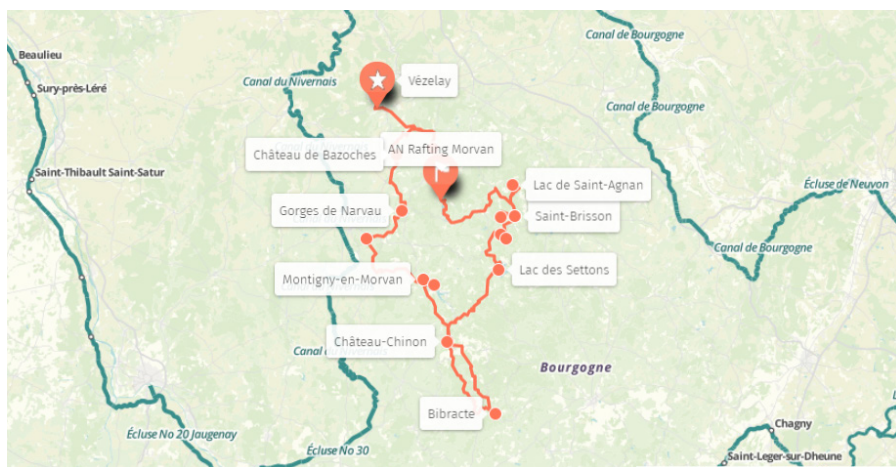 Beaulieu
Canal de Bourgogne
Canal du Nivernais
Vézelay
Sury-près-Léré
Canal de Bourgogne
Château de Bazoches
AN Rafting Morvan
Saint-Thibault Saint-Satur
Lac de Saint-Agnan
Écluse de Neuvon
Gorges de Narvau
Saint-Brisson
Canal de Bourgogne
Montigny-en-Morvan
Lac des Settons
Château-Chinon
Bourgogne
Bibracte
Chagny
Écluse No 20 Jaugenay
Écluse No 30
Saint-Leger-sur-Dheune